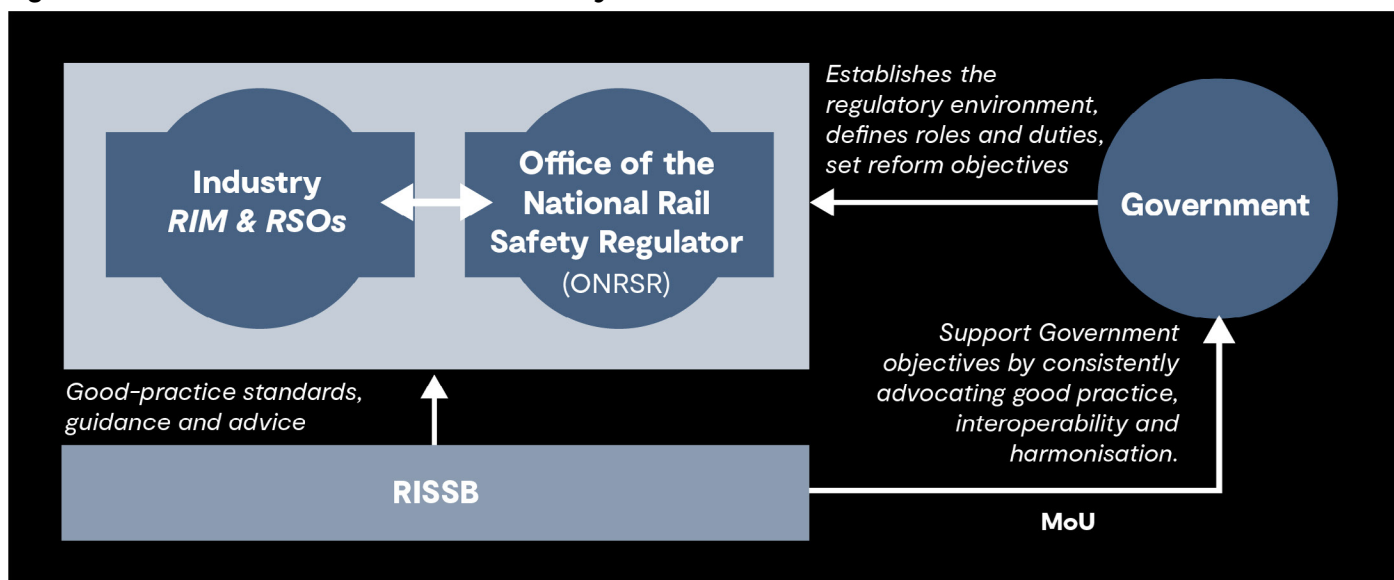 Industry
RIM & RSOs
Office of the
National Rail
Safety Regulator
(ONRSR)
Establishes the
regulatory environment,
defines roles and duties,
set reform objectives
Government
Good-practice standards,
guidance and advice
Support Government
objectives by consistently
advocating good practice,
interoperability and
harmonisation.
RISSB
MoU